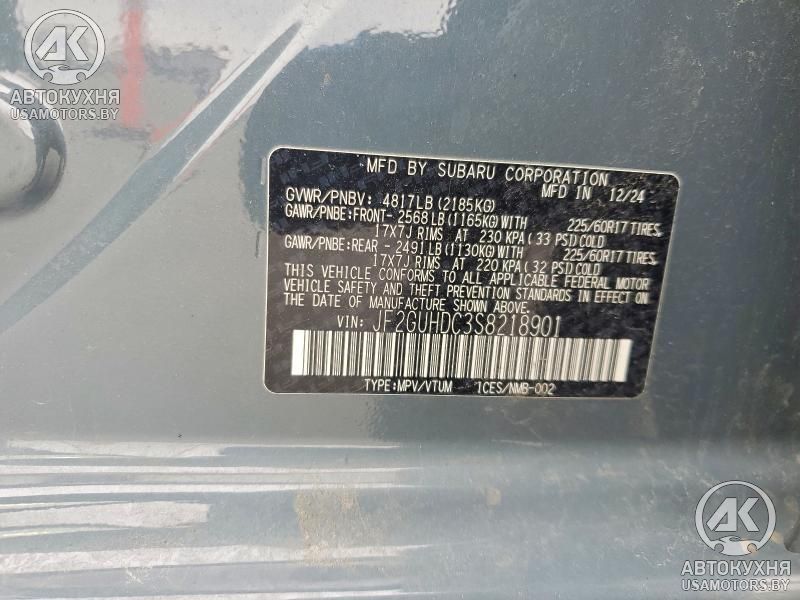 AK
АВТОКУХНЯ
USAMOTORS.BY
MFD BY SUBARU CORPORATION
MFD IN 12/24
GVWR/PNBV: 4817LB (2185KG)
GAWR/PNBE: FRONT- 2568 LB (1165KG) WITH 225/60R17 TIRES,
17X7J RIMS AT 230 KPA (33 PSI) COLD
GAWR/PNBE: REAR - 2491 LB (1130KG) WITH 225/60R17 TIRES,
17X7J RIMS AT 220 KPA (32 PSI) COLD
THIS VEHICLE CONFORMS TO ALL APPLICABLE FEDERAL MOTOR
VEHICLE SAFETY AND THEFT PREVENTION STANDARDS IN EFFECT ON
THE DATE OF MANUFACTURE SHOWN ABOVE.
VIN: JF2GUHDC3S8218901
TYPE: MPV/VTUM 1CES/NMB-002
AK
АВТОКУХНЯ
USAMOTORS.BY